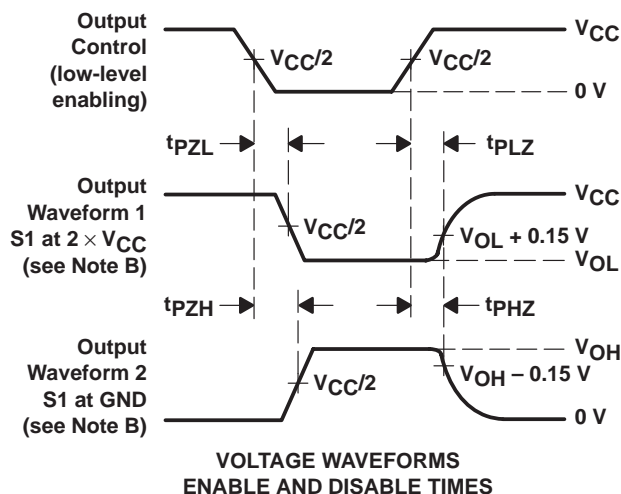 Output
Control
(low-level
enabling)
VCC/2
VCC/2
VCC
0 V
tPZL
tPLZ
Output
Waveform 1
S1 at 2 × VCC
(see Note B)
VCC/2
VCC
VOL + 0.15 V
VOL
tPZH
tPHZ
Output
Waveform 2
S1 at GND
(see Note B)
VCC/2
VOH
VOH – 0.15 V
0 V
VOLTAGE WAVEFORMS
ENABLE AND DISABLE TIMES